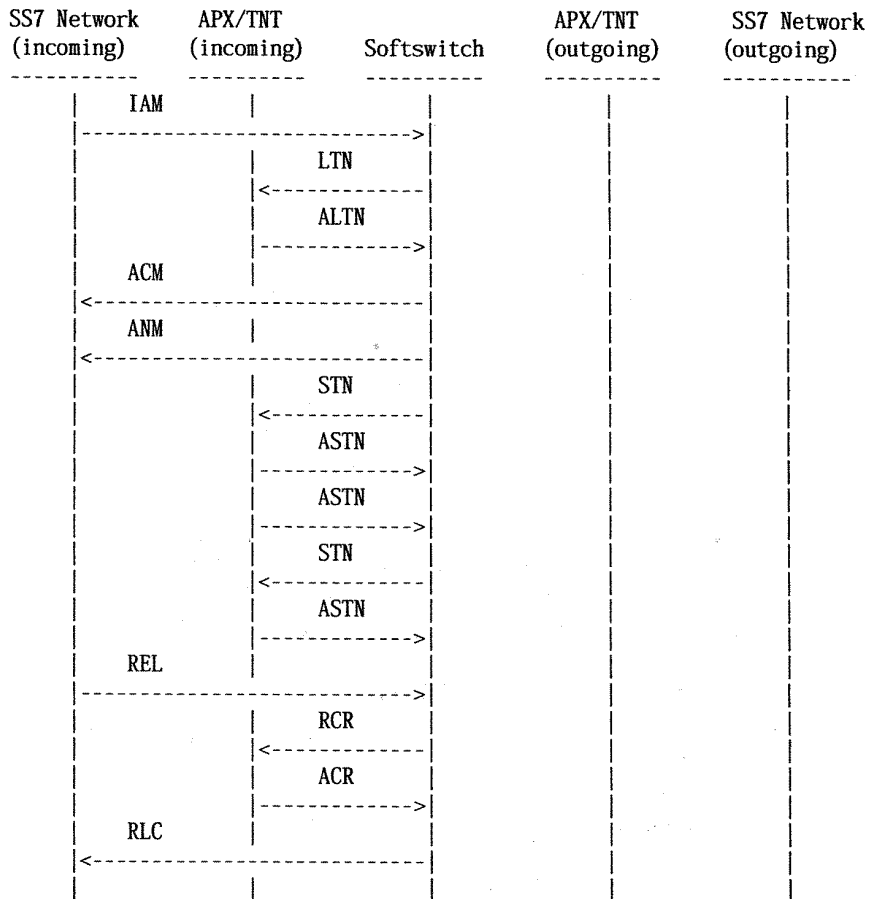 SS7 Network APX/TNT APX/TNT SS7 Network
(incoming) (incoming) Softswitch (outgoing) (outgoing)
IAM
LTN
ALTN
ACM
ANM
STN
ASTN
ASTN
STN
ASTN
REL
RCR
ACR
RLC